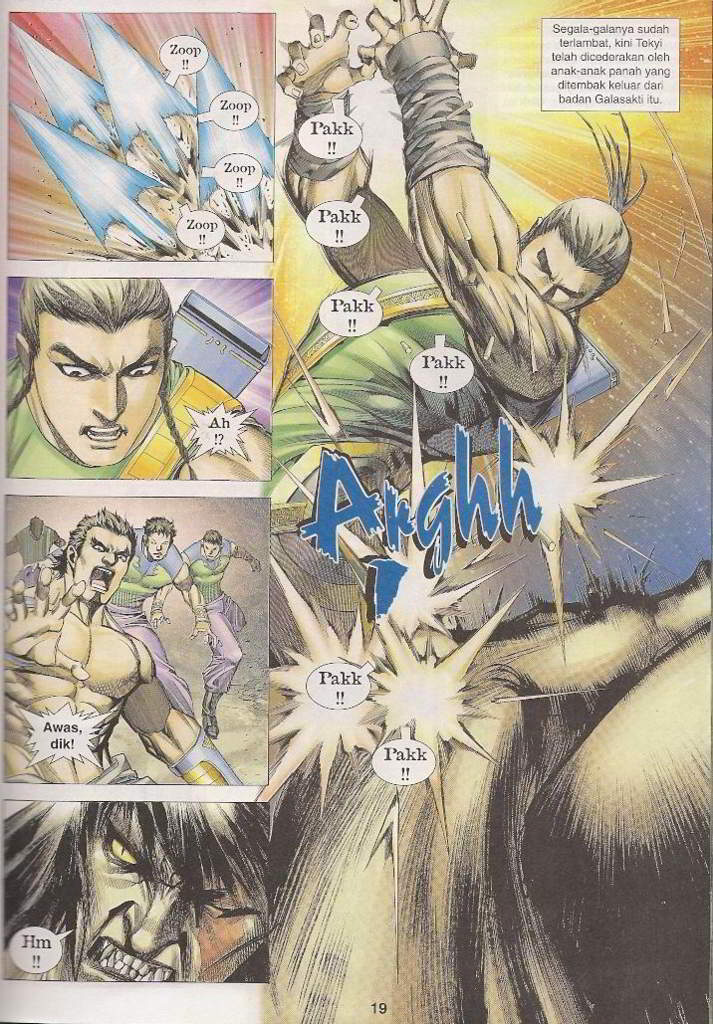 Zoop
!!
Zoop
!!
Zoop
!!
Zoop
!!
Ah
!?
Awas,
dik!
Hm
!!
Segala-galanya sudah
terlambat, kini Tekyi
telah dicederakan oleh
anak-anak panah yang
ditembak keluar dari
badan Galasakti itu.
Pakk
!!
Pakk
!!
Pakk
!!
Pakk
!!
Arghh
Pakk
!!
Pakk
!!
19